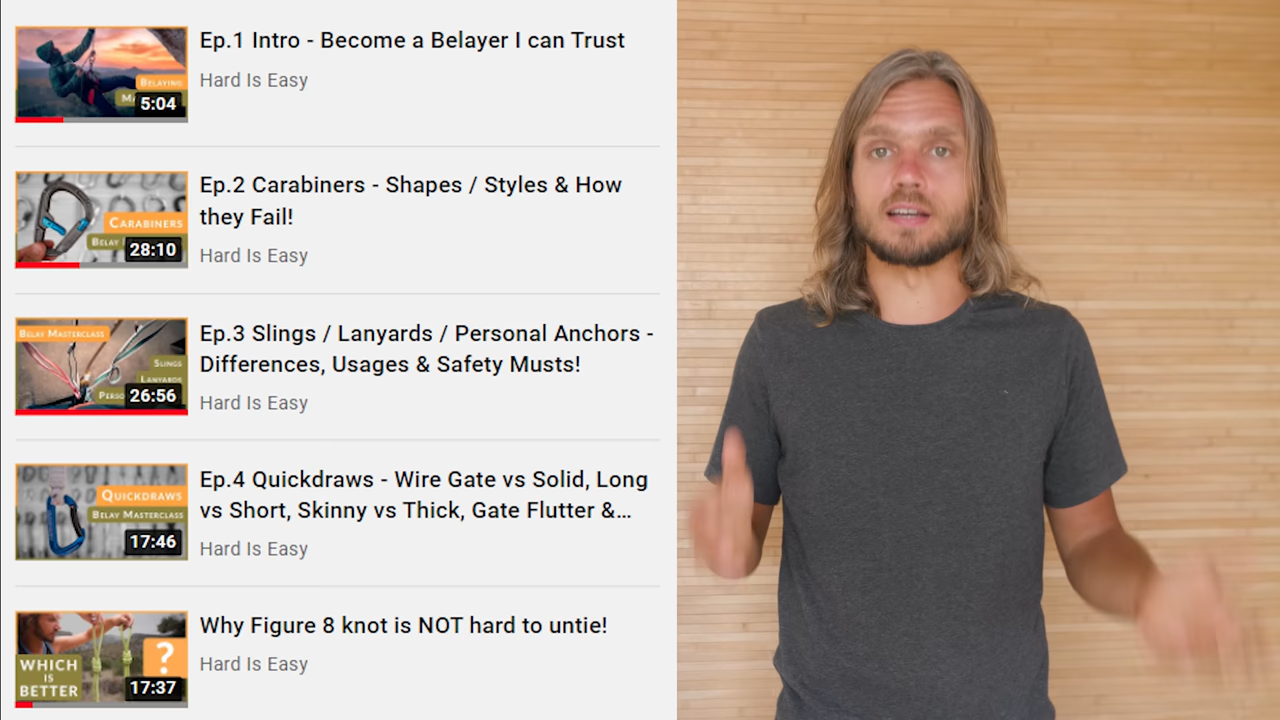 Ep.1 Intro - Become a Belayer I can Trust
Hard Is Easy
BELAYING
5:04
Ep.2 Carabiners - Shapes / Styles & How
they Fail!
Hard Is Easy
CARABINERS
BELAY
28:10
Ep.3 Slings / Lanyards / Personal Anchors -
Differences, Usages & Safety Musts!
Hard Is Easy
BELAY MASTERCLASS
SLINGS
LANYARDS
26:56
Ep.4 Quickdraws - Wire Gate vs Solid, Long
vs Short, Skinny vs Thick, Gate Flutter &...
Hard Is Easy
QUICKDRAWS
BELAY MASTERCLASS
17:46
Why Figure 8 knot is NOT hard to untie!
Hard Is Easy
WHICH
IS
BETTER
?
17:37